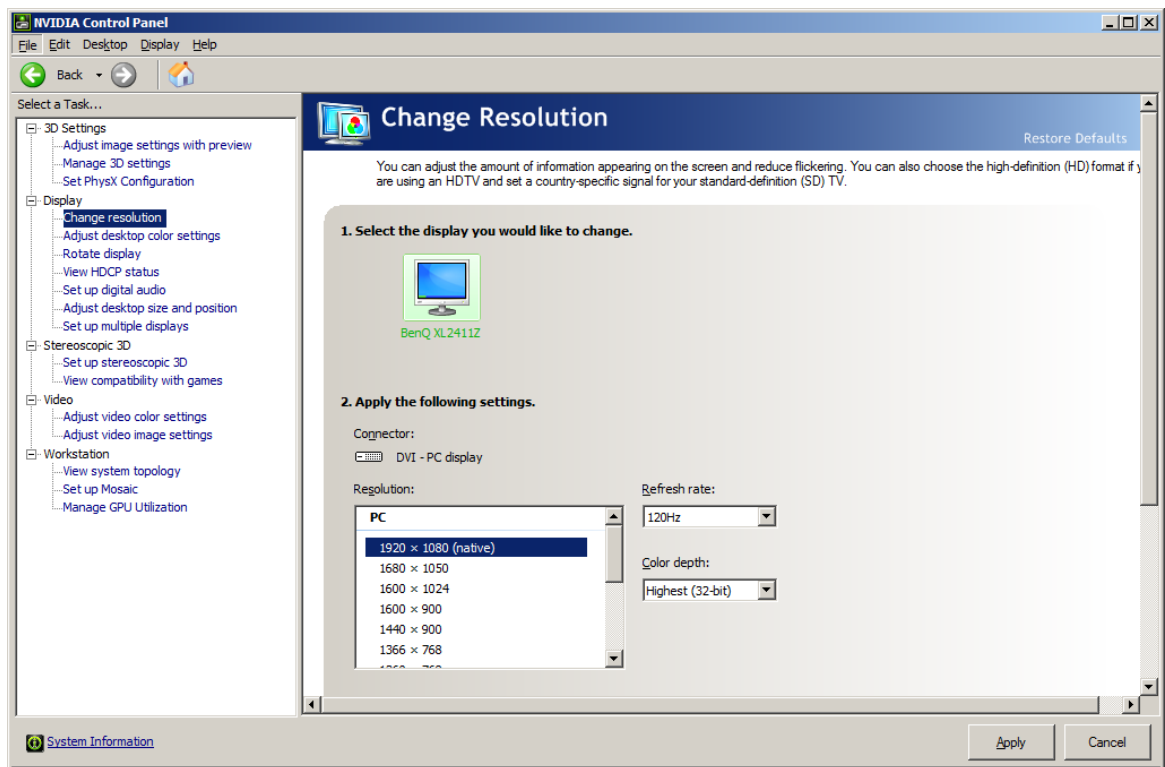 NVIDIA Control Panel
File Edit Desktop Display Help
Back
Select a Task...
3D Settings
Adjust image settings with preview
Manage 3D settings
Set PhysX Configuration
Display
Change resolution
Adjust desktop color settings
Rotate display
View HDCP status
Set up digital audio
Adjust desktop size and position
Set up multiple displays
Stereoscopic 3D
Set up stereoscopic 3D
View compatibility with games
Video
Adjust video color settings
Adjust video image settings
Workstation
View system topology
Set up Mosaic
Manage GPU Utilization
Change Resolution
Restore Defaults
You can adjust the amount of information appearing on the screen and reduce flickering. You can also choose the high-definition (HD) format if
are using an HDTV and set a country-specific signal for your standard-definition (SD) TV.
1. Select the display you would like to change.
BenQ XL2411Z
2. Apply the following settings.
Connector:
DVI - PC display
Resolution:
PC
1920 × 1080 (native)
1680 × 1050
1600 × 1024
1600 × 900
1440 × 900
1366 × 768
Refresh rate:
120Hz
Color depth:
Highest (32-bit)
System Information
Apply Cancel